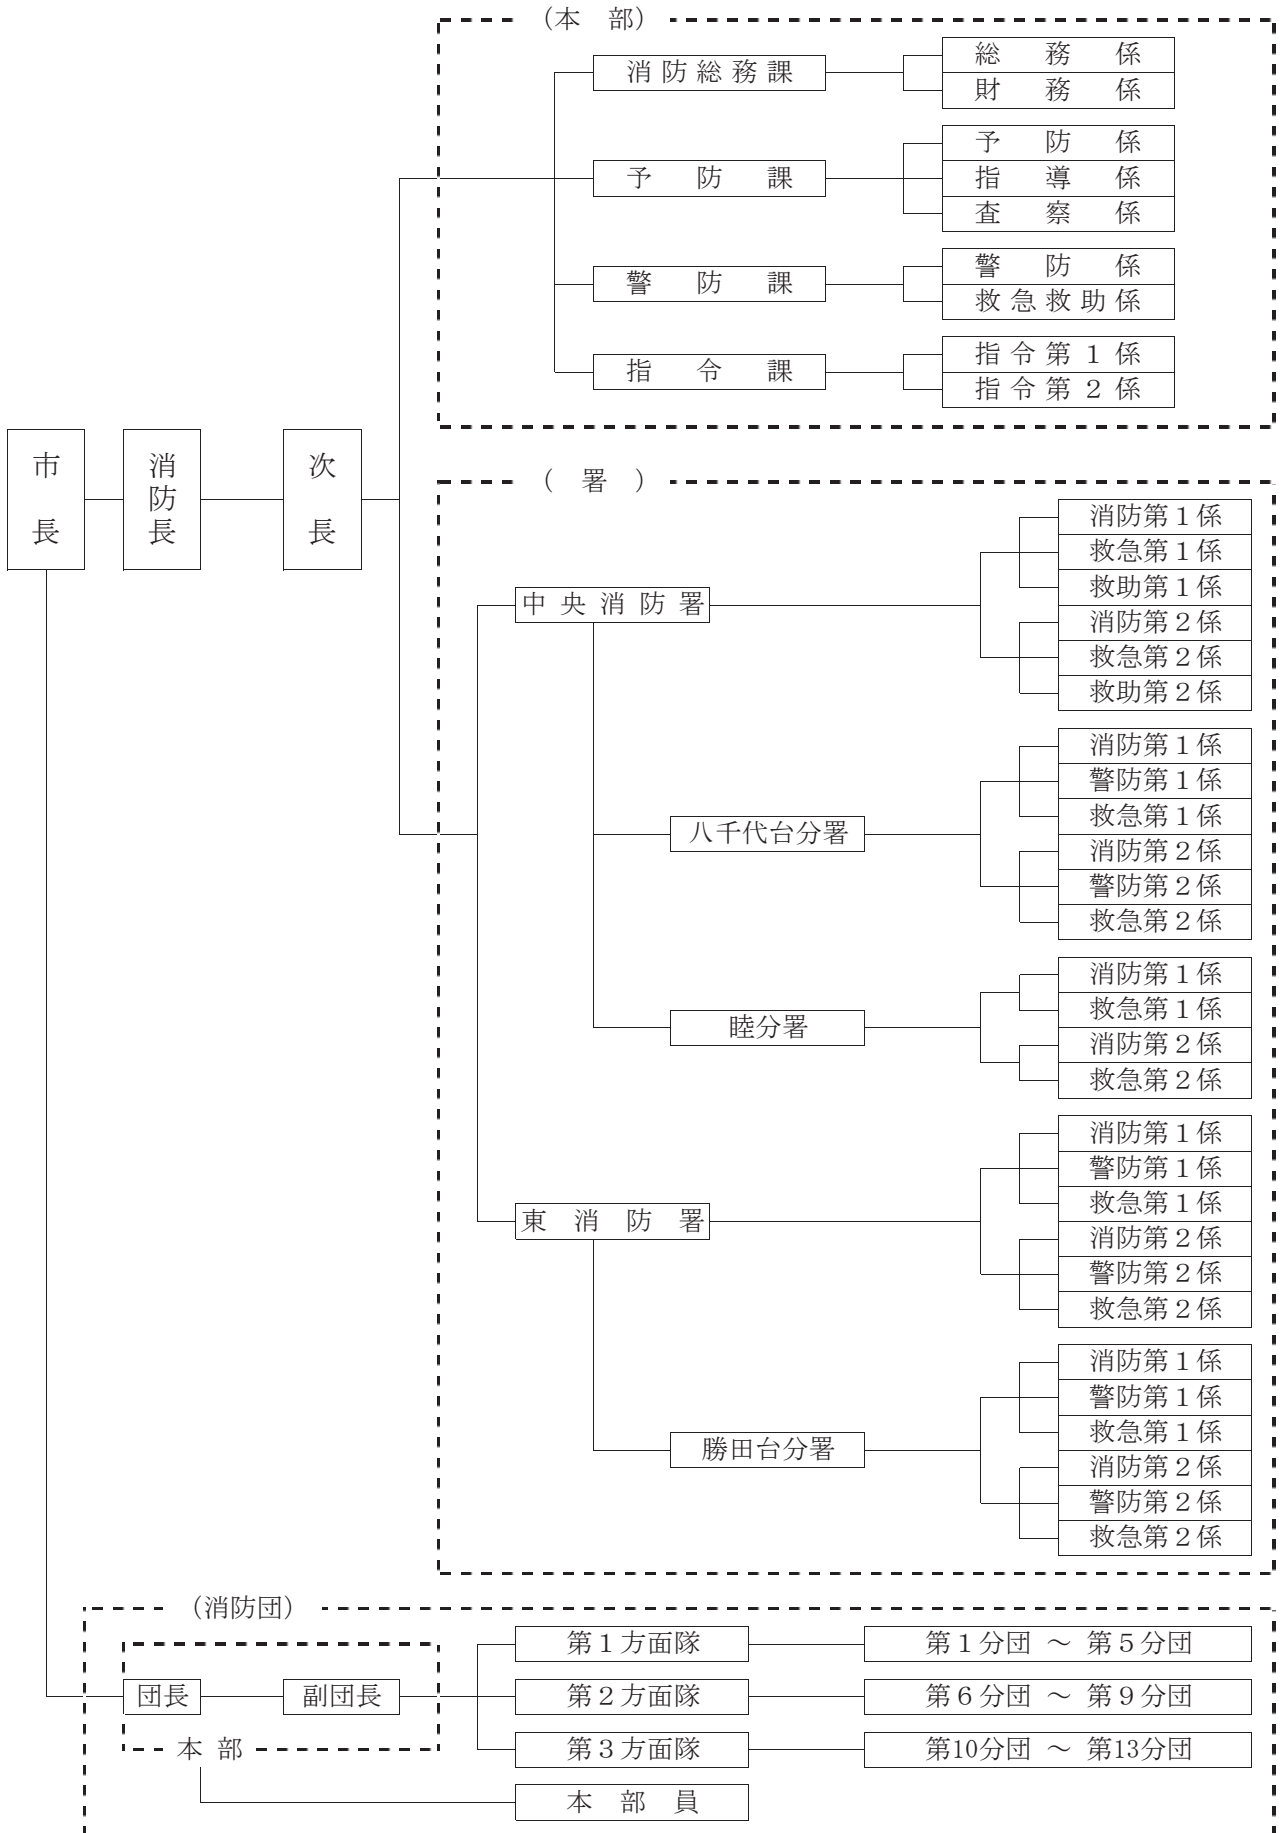 （本　部）
消防総務課
総務係
財務係
予防課
予防係
指導係
査察係
警防課
警防係
救急救助係
指令課
指令第１係
指令第２係
市長
消防長
次長
（　署　）
中央消防署
消防第１係
救急第１係
救助第１係
消防第２係
救急第２係
救助第２係
八千代台分署
消防第１係
警防第１係
救急第１係
消防第２係
警防第２係
救急第２係
睦分署
消防第１係
救急第１係
消防第２係
救急第２係
東消防署
消防第１係
警防第１係
救急第１係
消防第２係
警防第２係
救急第２係
勝田台分署
消防第１係
警防第１係
救急第１係
消防第２係
警防第２係
救急第２係
（消防団）
団長
副団長
本部
第１方面隊
第１分団 ～ 第５分団
第２方面隊
第６分団 ～ 第９分団
第３方面隊
第10分団 ～ 第13分団
本部員